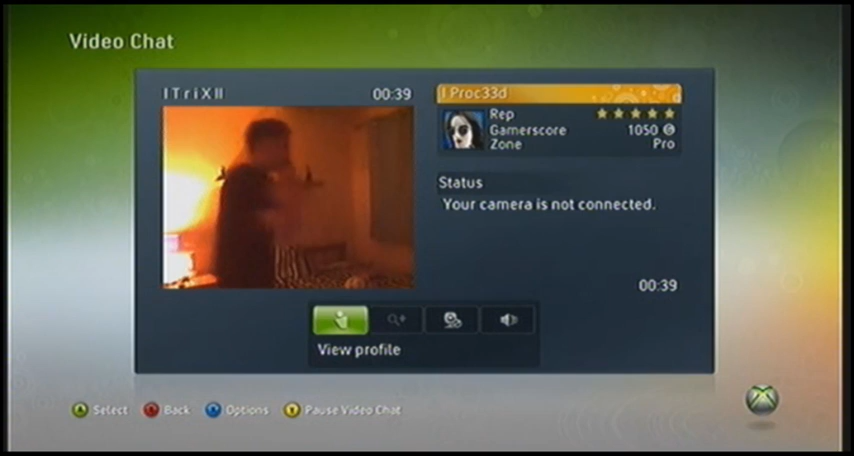 Video Chat
I T r i X II
00:39
I Proc33d
Rep
Gamerscore 1050 G
Zone Pro
Status
Your camera is not connected.
00:39
View profile
A Select B Back X Options Y Pause Video Chat